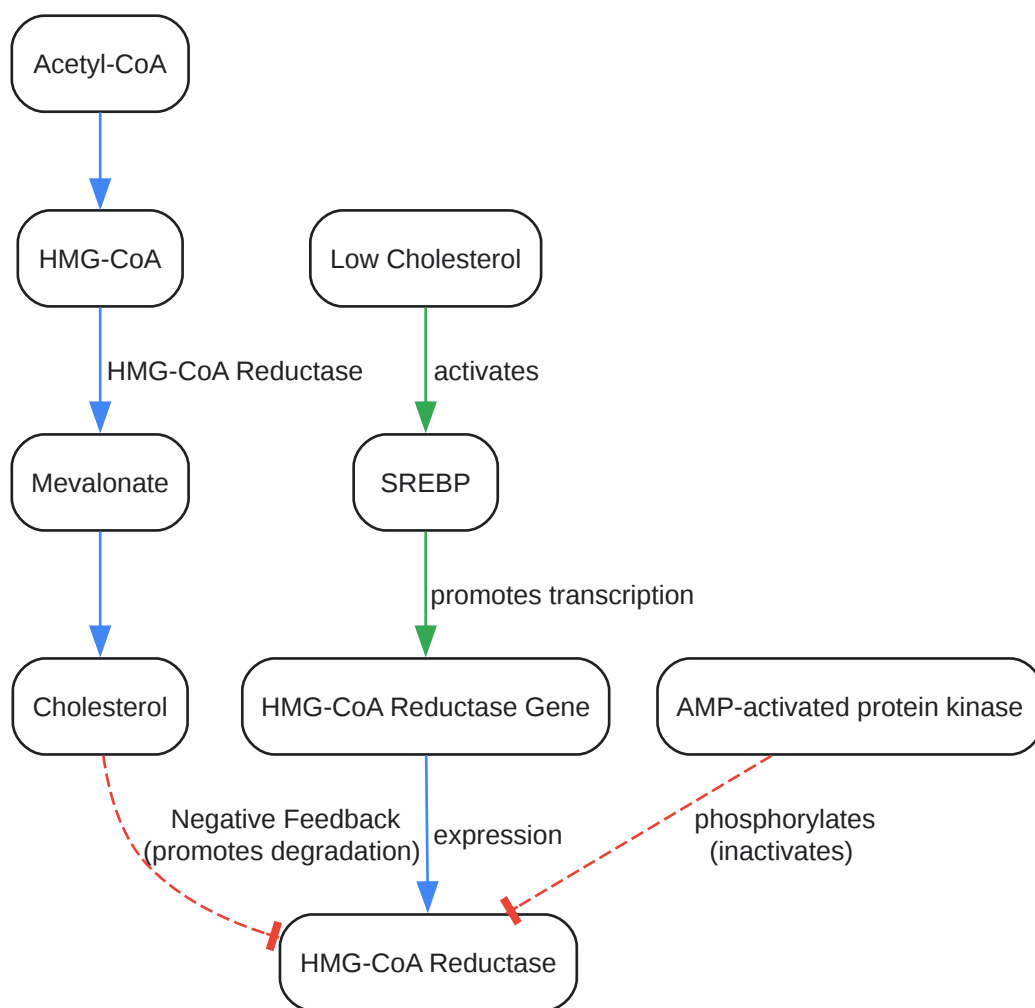 Acetyl-CoA
HMG-CoA
Low Cholesterol
HMG-CoA Reductase
activates
Mevalonate
SREBP
promotes transcription
Cholesterol
HMG-CoA Reductase Gene
AMP-activated protein kinase
Negative Feedback
(promotes degradation)
expression
phosphorylates
(inactivates)
HMG-CoA Reductase